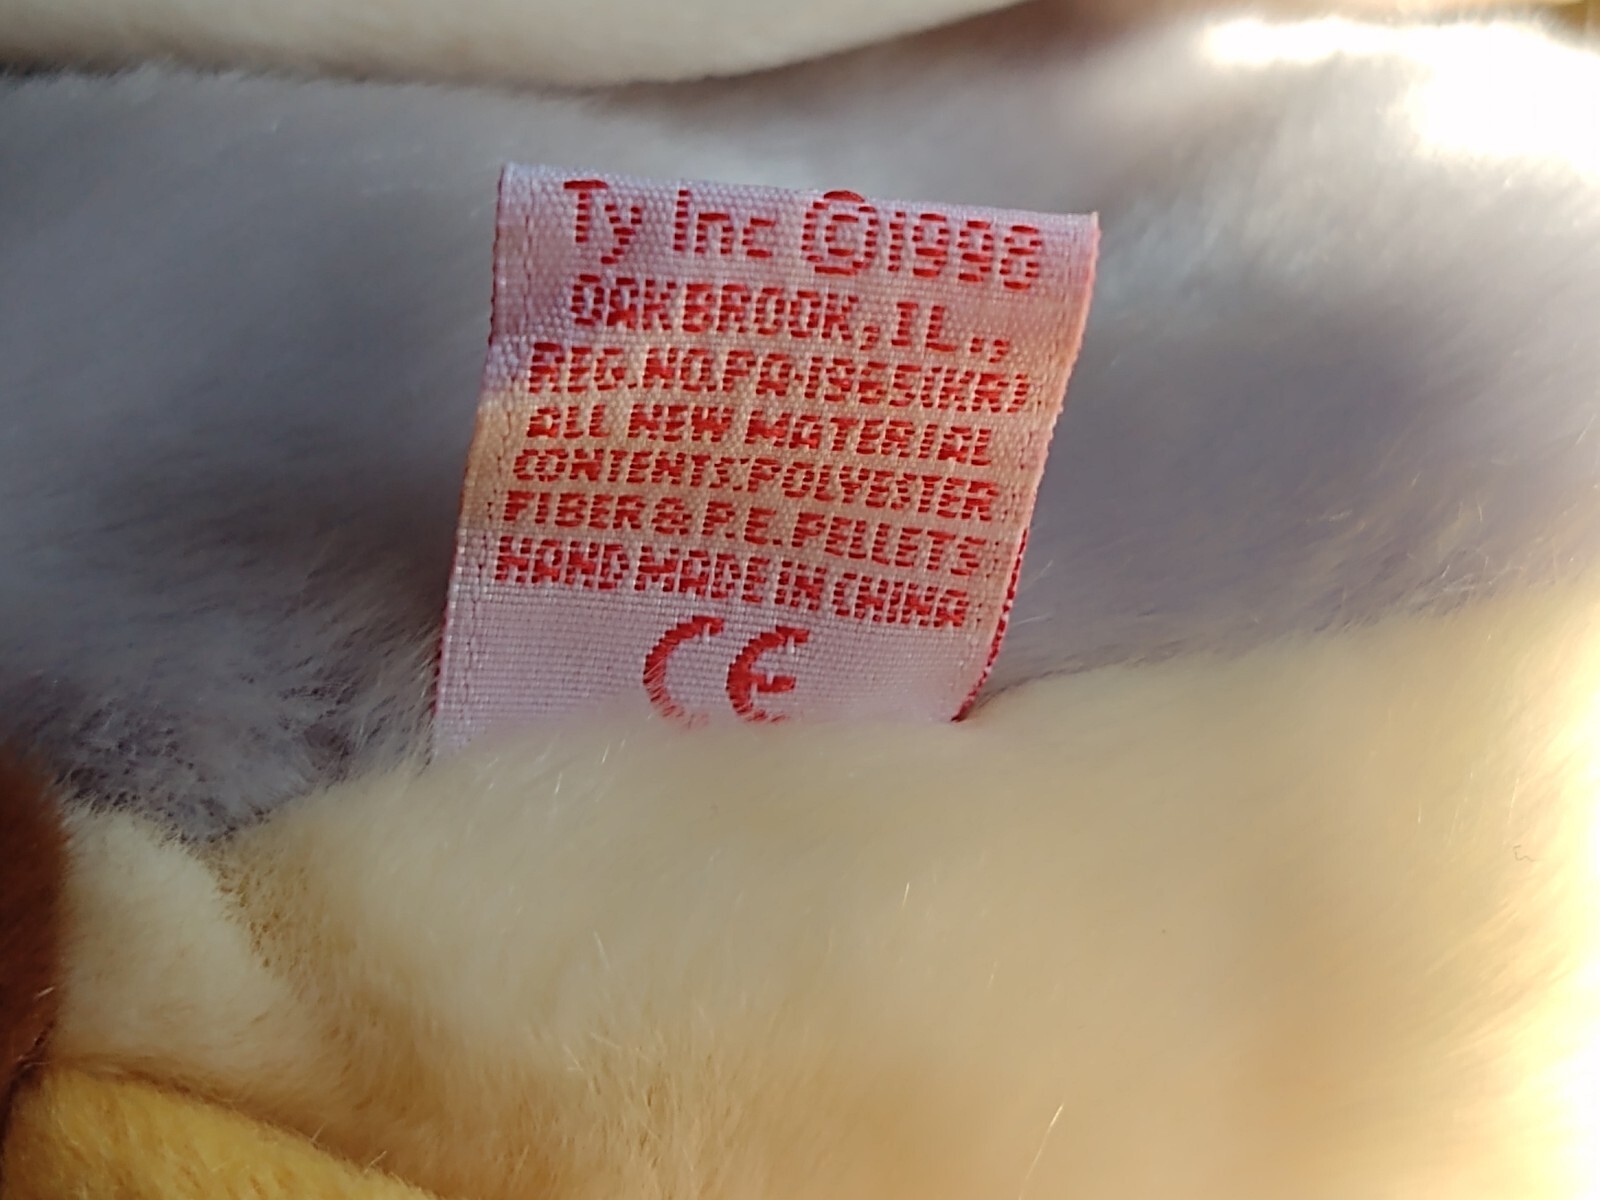 Ty Inc ©1998
OAKBROOK, IL.,
REG.NO.PA-1965(KR)
ALL NEW MATERIAL
CONTENTS:POLYESTER
FIBER & P.E. PELLETS
HAND MADE IN CHINA
CE